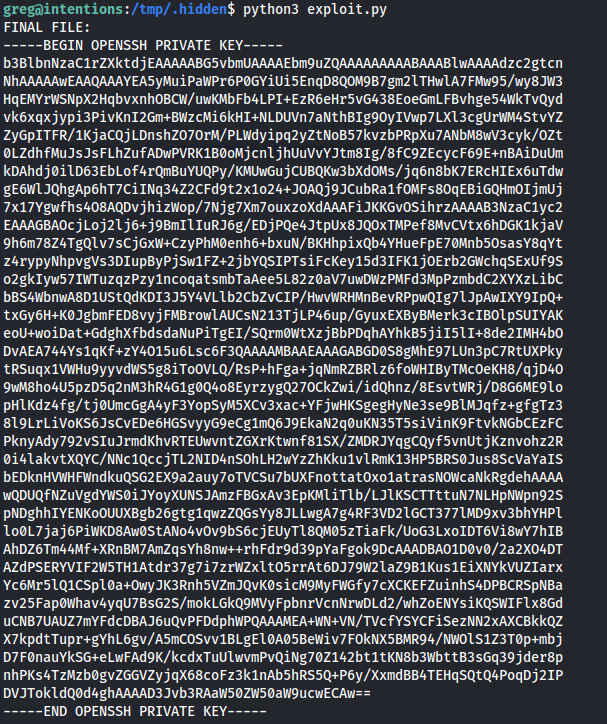 greg@intentions:/tmp/.hidden$ python3 exploit.py
FINAL FILE:
-----BEGIN OPENSSH PRIVATE KEY-----
b3BlbnNzaC1rZXktdjEAAAAABG5vbmUAAAAEbm9uZQAAAAAAAAABAAABlwAAAAdzc2gtcn
NhAAAAAwEAAQAAAYEA5yMuiPaWPr6P0GYiUi5EnqD8QOM9B7gm2lTHwlA7FMw95/wy8JW3
HqEMYrWSNpX2HqbvxnhOBCW/uwKMbFb4LPI+EzR6eHr5vG438EoeGmLFBvhge54WkTvQyd
vk6xqxjypi3PivKnI2Gm+BWzcMi6kHI+NLDUVn7aNthBIg9OyIVwp7LXl3cgUrWM4StvYZ
ZyGpITFR/1KjaCQjLDnshZO7OrM/PLWdyipq2yZtNoB57kvzbPRpXu7ANbM8wV3cyk/OZt
0LZdhfMuJsJsFLhZufADwPVRK1B0oMjcnljhUuVvYJtm8Ig/8fC9ZEcycF69E+nBAiDuUm
kDAhdj0ilD63EbLof4rQmBuYUQPy/KMUwGujCUBQKw3bXdOMs/jq6n8bK7ERcHIEx6uTdw
gE6WlJQhgAp6hT7CiINq34Z2CFd9t2x1o24+JOAQj9JCubRa1fOMFs8OqEBiGQHmOIjmUj
7x17Ygwfhs4O8AQDvjhizWop/7Njg7Xm7ouxzoXdAAAFiJKKGvOSihrzAAAAB3NzaC1yc2
EAAAGBAOcjLoj2lj6+j9BmIlIuRJ6g/EDjPQe4JtpUx8JQOxTMPef8MvCVtx6hDGK1kjaV
9h6m78Z4TgQlv7sCjGxW+CzyPhM0enh6+bxuN/BKHhpixQb4YHueFpE70Mnb5OsasY8qYt
z4rypyNhpvgVs3DIupByPjSw1FZ+2jbYQSIPTsiFcKey15d3IFK1jOErb2GWchqSExUf9S
o2gkIyw57IWTuzqzPzy1ncoqatsmbTaAee5L82z0aV7uwDWzPMFd3MpPzmbdC2XYXzLibC
bBS4WbnwA8D1UStQdKDI3J5Y4VLlb2CbZvCIP/HwvWRHMnBevRPpwQIg7lJpAwIXY9IpQ+
txGy6H+K0JgbmFED8vyjFMBrowlAUCsN213TjLP46up/GyuxEXByBMerk3cIBOlpSUIYAK
eoU+woiDat+GdghXfbdsdaNuPiTgEI/SQrm0WtXzjBbPDqhAYhkB5jiI5lI+8de2IMH4bO
DvAEA744Ys1qKf+zY4O15u6Lsc6F3QAAAAMBAAEAAAGABGD0S8gMhE97LUn3pC7RtUXPky
tRSuqx1VWHu9yyvdWS5g8iToOVLQ/RsP+hFga+jqNmRZBRlz6foWHIByTMcOeKH8/qjD4O
9wM8ho4U5pzD5q2nM3hR4G1g0Q4o8EyrzygQ27OCkZwi/idQhnz/8EsvtWRj/D8G6ME9lo
pHlKdz4fg/tj0UmcGgA4yF3YopSyM5XCv3xac+YFjwHKSgegHyNe3se9BlMJqfz+gfgTz3
8l9LrLiVoKS6JsCvEDe6HGSvyyG9eCg1mQ6J9EkaN2q0uKN35T5siVinK9FtvkNGbCEzFC
PknyAdy792vSIuJrmdKhvRTEUwvntZGXrKtwnf81SX/ZMDRJYqgCQyf5vnUtjKznvohz2R
0i4lakvtXQYC/NNc1QccjTL2NID4nSOhLH2wYzZhKku1vlRmK13HP5BRS0Jus8ScVaYaIS
bEDknHVWHFWndkuQSG2EX9a2auy7oTVCSu7bUXFnottatOxo1atrasNOWcaNkRgdehAAAA
wQDUQfNZuVgdYWS0iJYoyXUNSJAmzFBGxAv3EpKMliTlb/LJlKSCTTttuN7NLHpNWpn92S
pNDghhIYENKoOUUXBgb26gtg1qwzZQGsYy8JLLwgA7g4RF3VD2lGCT377lMD9xv3bhYHPl
lo0L7jaj6PiWKD8Aw0StANo4vOv9bS6cjEUyTl8QM05zTiaFk/UoG3LxoIDT6Vi8wY7hIB
AhDZ6Tm44Mf+XRnBM7AmZqsYh8nw++rhFdr9d39pYaFgok9DcAAADBAO1D0v0/2a2XO4DT
AZdPSERYVIF2W5TH1Atdr37g7i7zrWZxltO5rrAt6DJ79W2laZ9B1Kus1EiXNYkVUZIarx
Yc6Mr5lQ1CSpl0a+OwyJK3Rnh5VZmJQvK0sicM9MyFWGfy7cXCKEFZuinhS4DPBCRSpNBa
zv25Fap0Whav4yqU7BsG2S/mokLGkQ9MVyFpbnrVcnNrwDLd2/whZoENYsiKQSWIFlx8Gd
uCNB7UAUZ7mYFdcDBAJ6uQvPFDdphWPQAAAMEA+WN+VN/TVcfYSYCFiSezNN2xAXCBkkQZ
X7kpdtTupr+gYhL6gv/A5mCOSvv1BLgEl0A05BeWiv7FOkNX5BMR94/NWOlS1Z3T0p+mbj
D7F0nauYkSG+eLwFAd9K/kcdxTuUlwvmPvQiNg70Z142bt1tKN8b3WbttB3sGq39jder8p
nhPKs4TzMzb0gvZGGVZyjqX68coFz3k1nAb5hRS5Q+P6y/XxmdBB4TEHqSQtQ4PoqDj2IP
DVJTokldQ0d4ghAAAAD3Jvb3RAaW50ZW50aW9ucwECAw==
-----END OPENSSH PRIVATE KEY-----